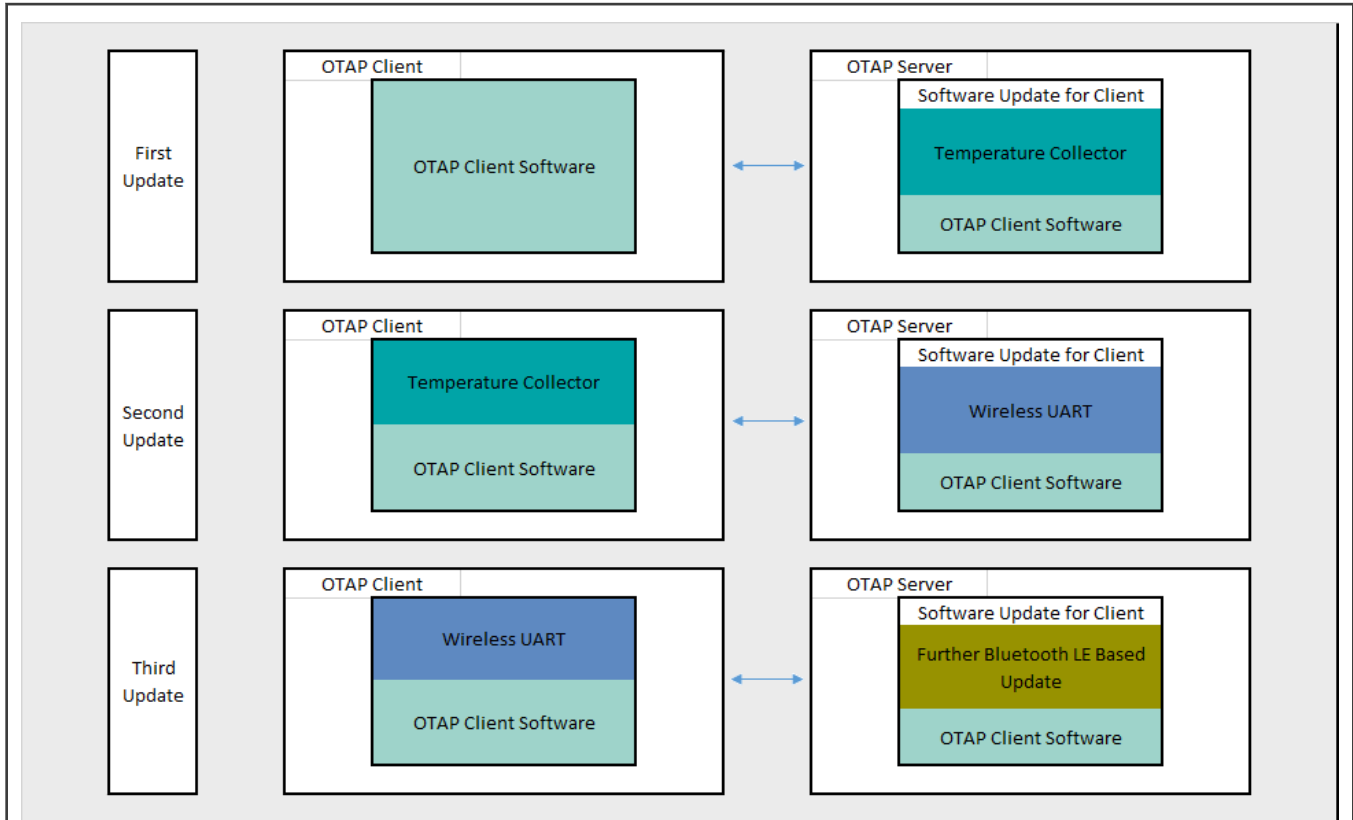 OTAP Client
OTAP Server
Software Update for Client
First
Update
OTAP Client Software
Temperature Collector
OTAP Client Software
OTAP Client
OTAP Server
Software Update for Client
Second
Update
Temperature Collector
OTAP Client Software
Wireless UART
OTAP Client Software
OTAP Client
OTAP Server
Software Update for Client
Third
Update
Wireless UART
OTAP Client Software
Further Bluetooth LE Based
Update
OTAP Client Software